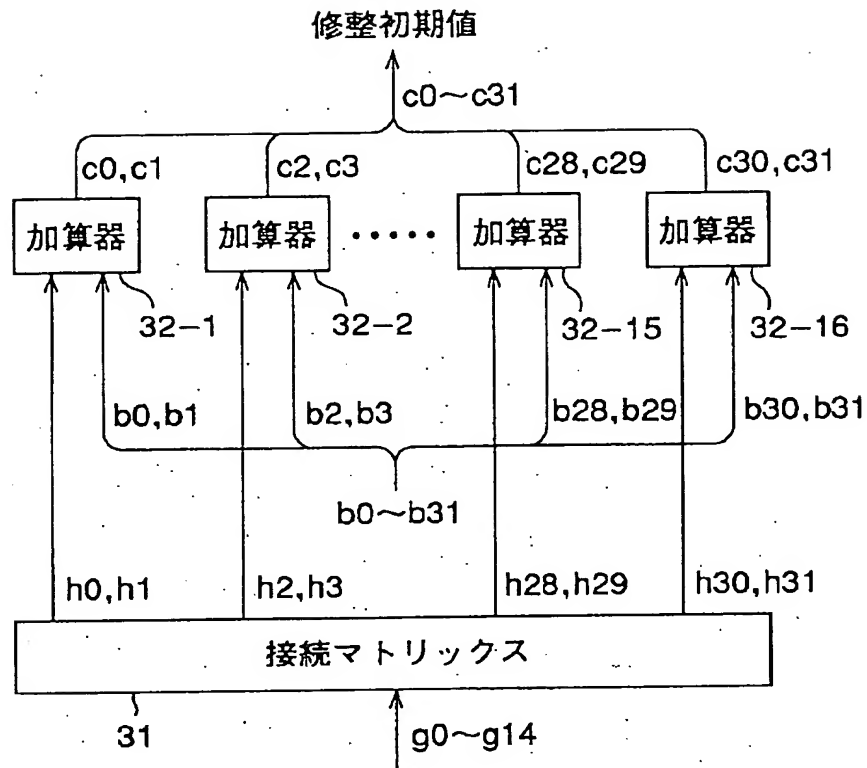 修整初期値
c0～c31
c0,c1 c2,c3 c28,c29 c30,c31
加算器 加算器 ‥‥‥ 加算器 加算器
32-1 32-2 32-15 32-16
b0,b1 b2,b3 b28,b29 b30,b31
b0～b31
h0,h1 h2,h3 h28,h29 h30,h31
接続マトリックス
31 g0～g14